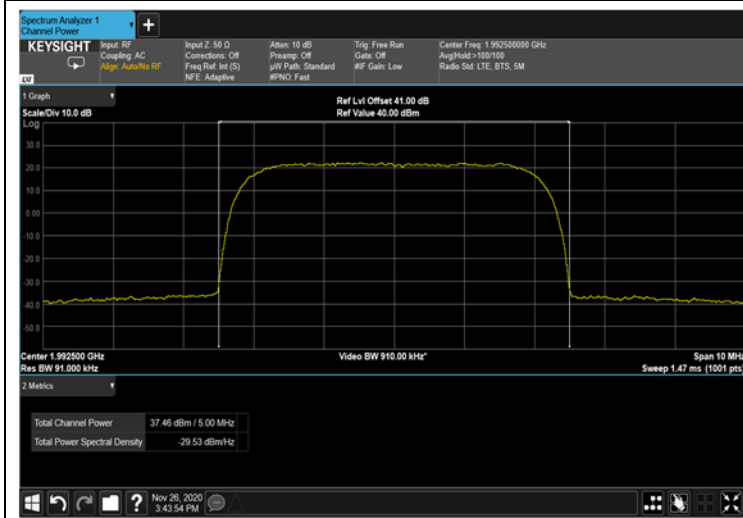 Spectrum Analyzer 1
Channel Power
+
KEYSIGHT
Input: RF
Coupling: AC
Align: Auto/No RF
Input Z: 50 Ω
Corrections: Off
Freq Ref: Int (S)
NFE: Adaptive
Atten: 10 dB
Preamp: Off
µW Path: Standard
#PNO: Fast
Trig: Free Run
Gate: Off
#IF Gain: Low
Center Freq: 1.992500000 GHz
Avg|Hold:>100/100
Radio Std: LTE, BTS, 5M
LXI
1 Graph
Scale/Div 10.0 dB
Ref Lvl Offset 41.00 dB
Ref Value 40.00 dBm
Log
30.0
20.0
10.0
0.00
-10.0
-20.0
-30.0
-40.0
-50.0
Center 1.992500 GHz
Res BW 91.000 kHz
Video BW 910.00 kHz*
Span 10 MHz
Sweep 1.47 ms (1001 pts)
2 Metrics
Total Channel Power 37.46 dBm / 5.00 MHz
Total Power Spectral Density -29.53 dBm/Hz
?
Nov 26, 2020
3:43:54 PM